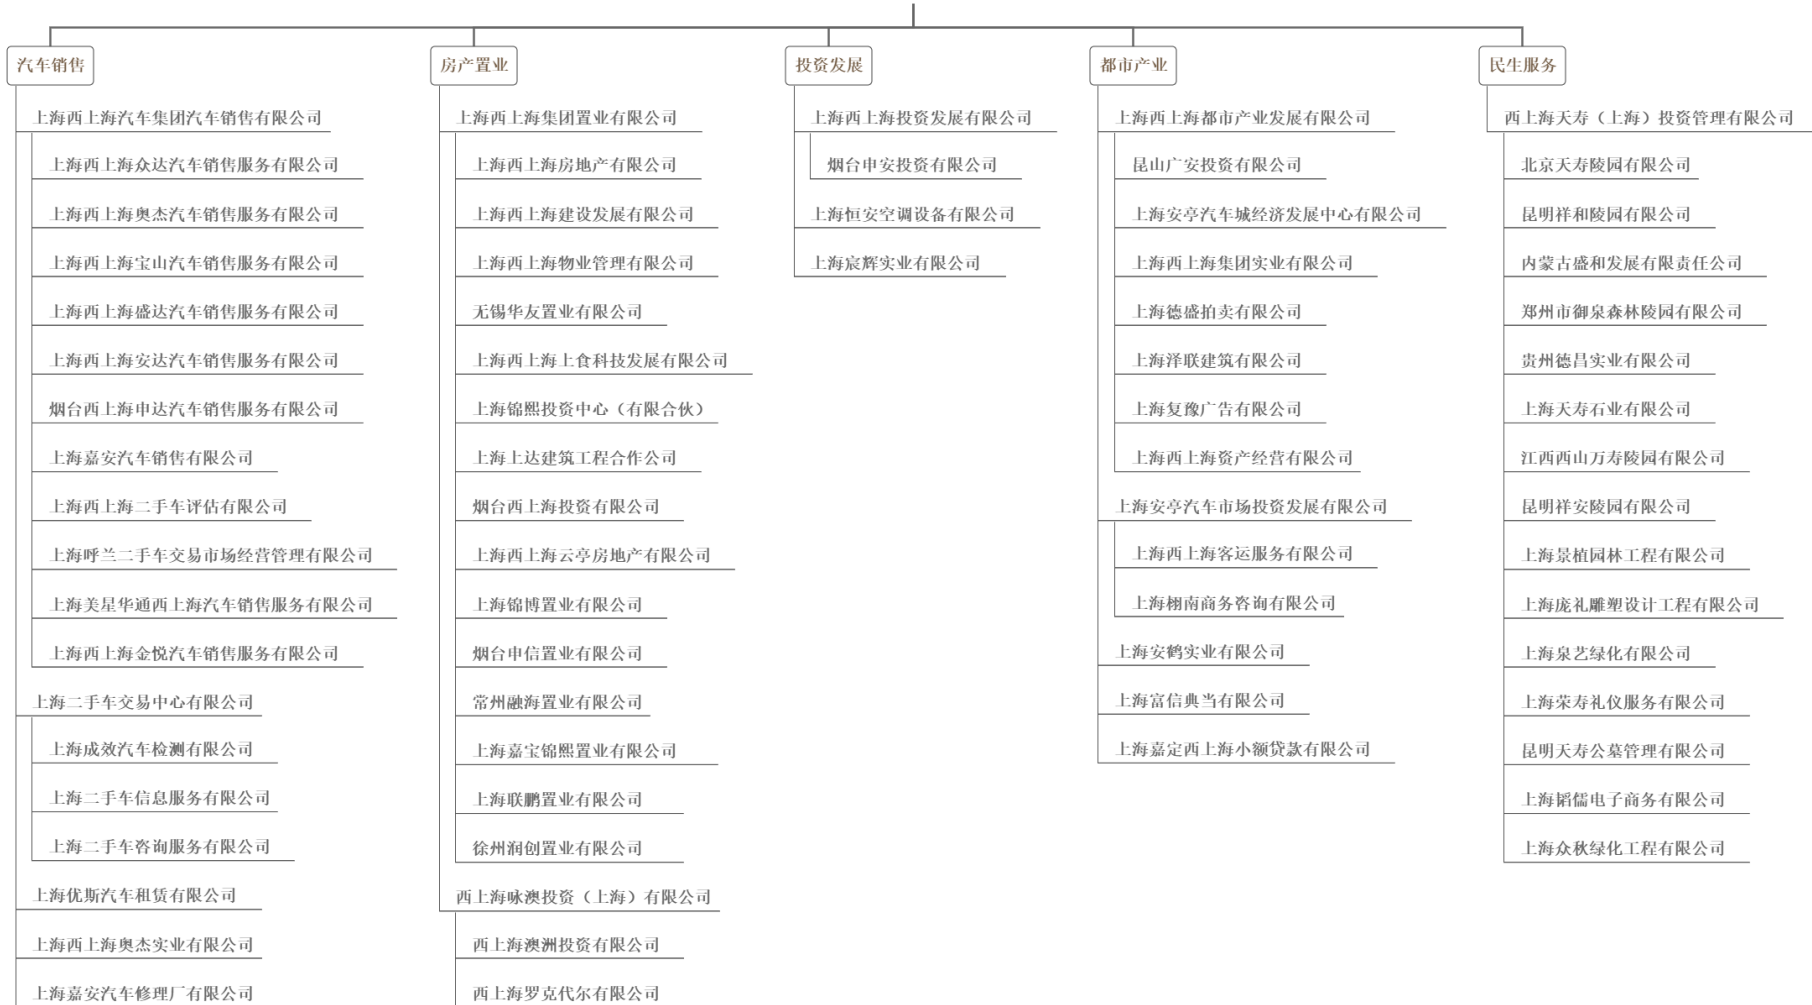 汽车销售
上海西上海汽车集团汽车销售有限公司
上海西上海众达汽车销售服务有限公司
上海西上海奥杰汽车销售服务有限公司
上海西上海宝山汽车销售服务有限公司
上海西上海盛达汽车销售服务有限公司
上海西上海安达汽车销售服务有限公司
烟台西上海申达汽车销售服务有限公司
上海嘉安汽车销售有限公司
上海西上海二手车评估有限公司
上海呼兰二手车交易市场经营管理有限公司
上海美星华通西上海汽车销售服务有限公司
上海西上海金悦汽车销售服务有限公司
上海二手车交易中心有限公司
上海成效汽车检测有限公司
上海二手车信息服务有限公司
上海二手车咨询服务有限公司
上海优斯汽车租赁有限公司
上海西上海奥杰实业有限公司
上海嘉安汽车修理厂有限公司
房产置业
上海西上海集团置业有限公司
上海西上海房地产有限公司
上海西上海建设发展有限公司
上海西上海物业管理有限公司
无锡华友置业有限公司
上海西上海上食科技发展有限公司
上海锦熙投资中心（有限合伙）
上海上达建筑工程合作公司
烟台西上海投资有限公司
上海西上海云亭房地产有限公司
上海锦博置业有限公司
烟台申信置业有限公司
常州融海置业有限公司
上海嘉宝锦熙置业有限公司
上海联鹏置业有限公司
徐州润创置业有限公司
西上海咏澳投资（上海）有限公司
西上海澳洲投资有限公司
西上海罗克代尔有限公司
投资发展
上海西上海投资发展有限公司
烟台申安投资有限公司
上海恒安空调设备有限公司
上海宸辉实业有限公司
都市产业
上海西上海都市产业发展有限公司
昆山广安投资有限公司
上海安亭汽车城经济发展中心有限公司
上海西上海集团实业有限公司
上海德盛拍卖有限公司
上海洋联建筑有限公司
上海复豫广告有限公司
上海西上海资产经营有限公司
上海安亭汽车市场投资发展有限公司
上海西上海客运服务有限公司
上海栩南商务咨询有限公司
上海安鹤实业有限公司
上海富信典当有限公司
上海嘉定西上海小额贷款有限公司
民生服务
西上海天寿（上海）投资管理有限公司
北京天寿陵园有限公司
昆明祥和陵园有限公司
内蒙古盛和发展有限责任公司
郑州市御泉森林陵园有限公司
贵州德昌实业有限公司
上海天寿石业有限公司
江西西山万寿陵园有限公司
昆明祥安陵园有限公司
上海景植园林工程有限公司
上海庞礼雕塑设计工程有限公司
上海泉艺绿化有限公司
上海荣寿礼仪服务有限公司
昆明天寿公墓管理有限公司
上海韬儒电子商务有限公司
上海众秋绿化工程有限公司